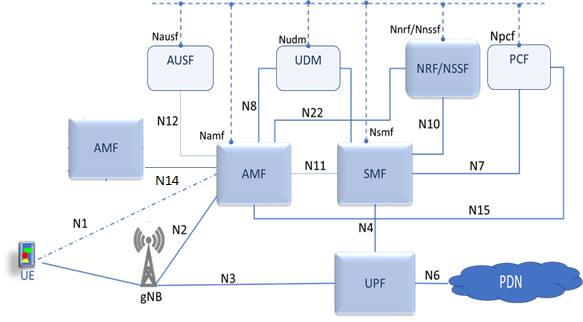 Nausf
Nudm
Nnrf/Nnssf
Npcf
AUSF
UDM
NRF/NSSF
PCF
N8
N22
N12
Namf
Nsmf
N10
AMF
AMF
N11
SMF
N7
N14
N15
N1
N2
N4
UE
gNB
N3
UPF
N6
PDN